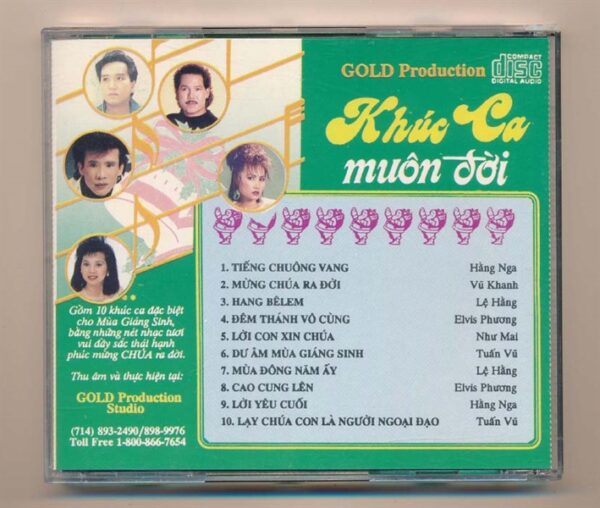 GOLD Production
COMPACT
disc
DIGITAL AUDIO
Khúc Ca
muôn đời
1. TIẾNG CHUÔNG VANG Hằng Nga
2. MỪNG CHÚA RA ĐỜI Vũ Khanh
3. HANG BÊLEM Lệ Hằng
4. ĐÊM THÁNH VÔ CÙNG Elvis Phương
5. LỜI CON XIN CHÚA Như Mai
6. DƯ ÂM MÙA GIÁNG SINH Tuấn Vũ
7. MÙA ĐÔNG NĂM ẤY Lệ Hằng
8. CAO CUNG LÊN Elvis Phương
9. LỜI YÊU CUỐI Hằng Nga
10. LẠY CHÚA CON LÀ NGƯỜI NGOẠI ĐẠO Tuấn Vũ
Gồm 10 khúc ca đặc biệt
cho Mùa Giáng Sinh,
bằng những nét nhạc tươi
vui đầy sắc thái hạnh
phúc mừng CHÚA ra đời.
Thu âm và thực hiện tại:
GOLD Production
Studio
(714) 893-2490/898-9976
Toll Free 1-800-866-7654